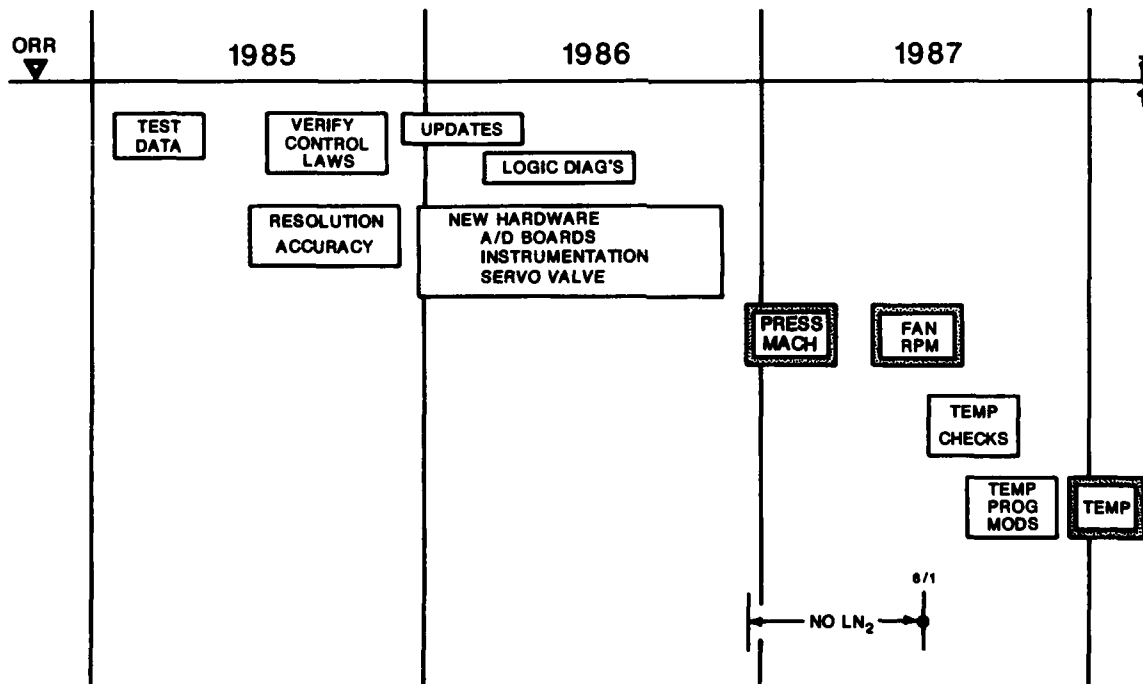 ORR
1985
1986
1987
TEST
DATA
VERIFY
CONTROL
LAWS
UPDATES
LOGIC DIAG'S
RESOLUTION
ACCURACY
NEW HARDWARE
A/D BOARDS
INSTRUMENTATION
SERVO VALVE
PRESS
MACH
FAN
RPM
TEMP
CHECKS
TEMP
PROG
MODS
TEMP
6/1
NO LN₂